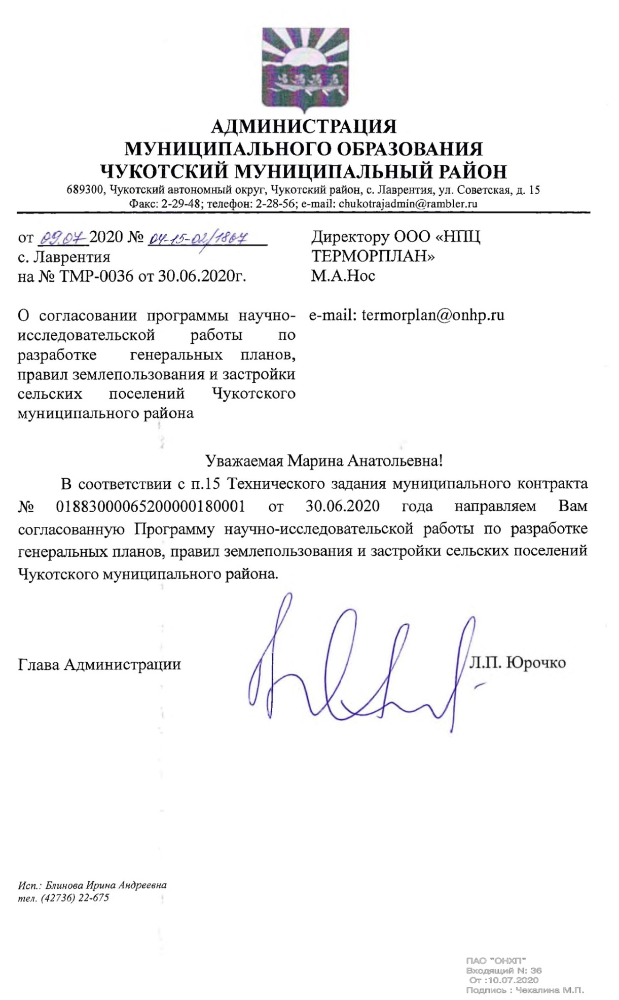 АДМИНИСТРАЦИЯ
МУНИЦИПАЛЬНОГО ОБРАЗОВАНИЯ
ЧУКОТСКИЙ МУНИЦИПАЛЬНЫЙ РАЙОН
689300, Чукотский автономный округ, Чукотский район, с. Лаврентия, ул. Советская, д. 15
Факс: 2-29-48; телефон: 2-28-56; e-mail: chukotrajadmin@rambler.ru
от 09.07 2020 № 04-15-02/1867
с. Лаврентия
на № ТМР-0036 от 30.06.2020г.
Директору ООО «НПЦ
ТЕРМОРПЛАН»
М.А.Нос
О согласовании программы научно-
исследовательской работы по
разработке генеральных планов,
правил землепользования и застройки
сельских поселений Чукотского
муниципального района
e-mail: termorplan@onhp.ru
Уважаемая Марина Анатольевна!
В соответствии с п.15 Технического задания муниципального контракта
№ 01883000065200000180001 от 30.06.2020 года направляем Вам
согласованную Программу научно-исследовательской работы по разработке
генеральных планов, правил землепользования и застройки сельских поселений
Чукотского муниципального района.
Глава Администрации
Л.П. Юрочко
Исп.: Блинова Ирина Андреевна
тел. (42736) 22-675
ПАО "ОНХП"
Входящий N: 36
От :10.07.2020
Подпись : Чекалина М.П.